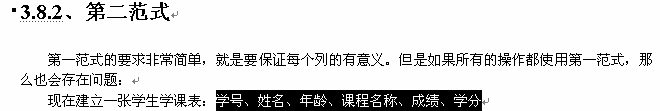 3.8.2、第二范式
第一范式的要求非常简单，就是要保证每个列的有意义。但是如果所有的操作都使用第一范式，那
么也会存在问题：
现在建立一张学生学课表：学号、姓名、年龄、课程名称、成绩、学分